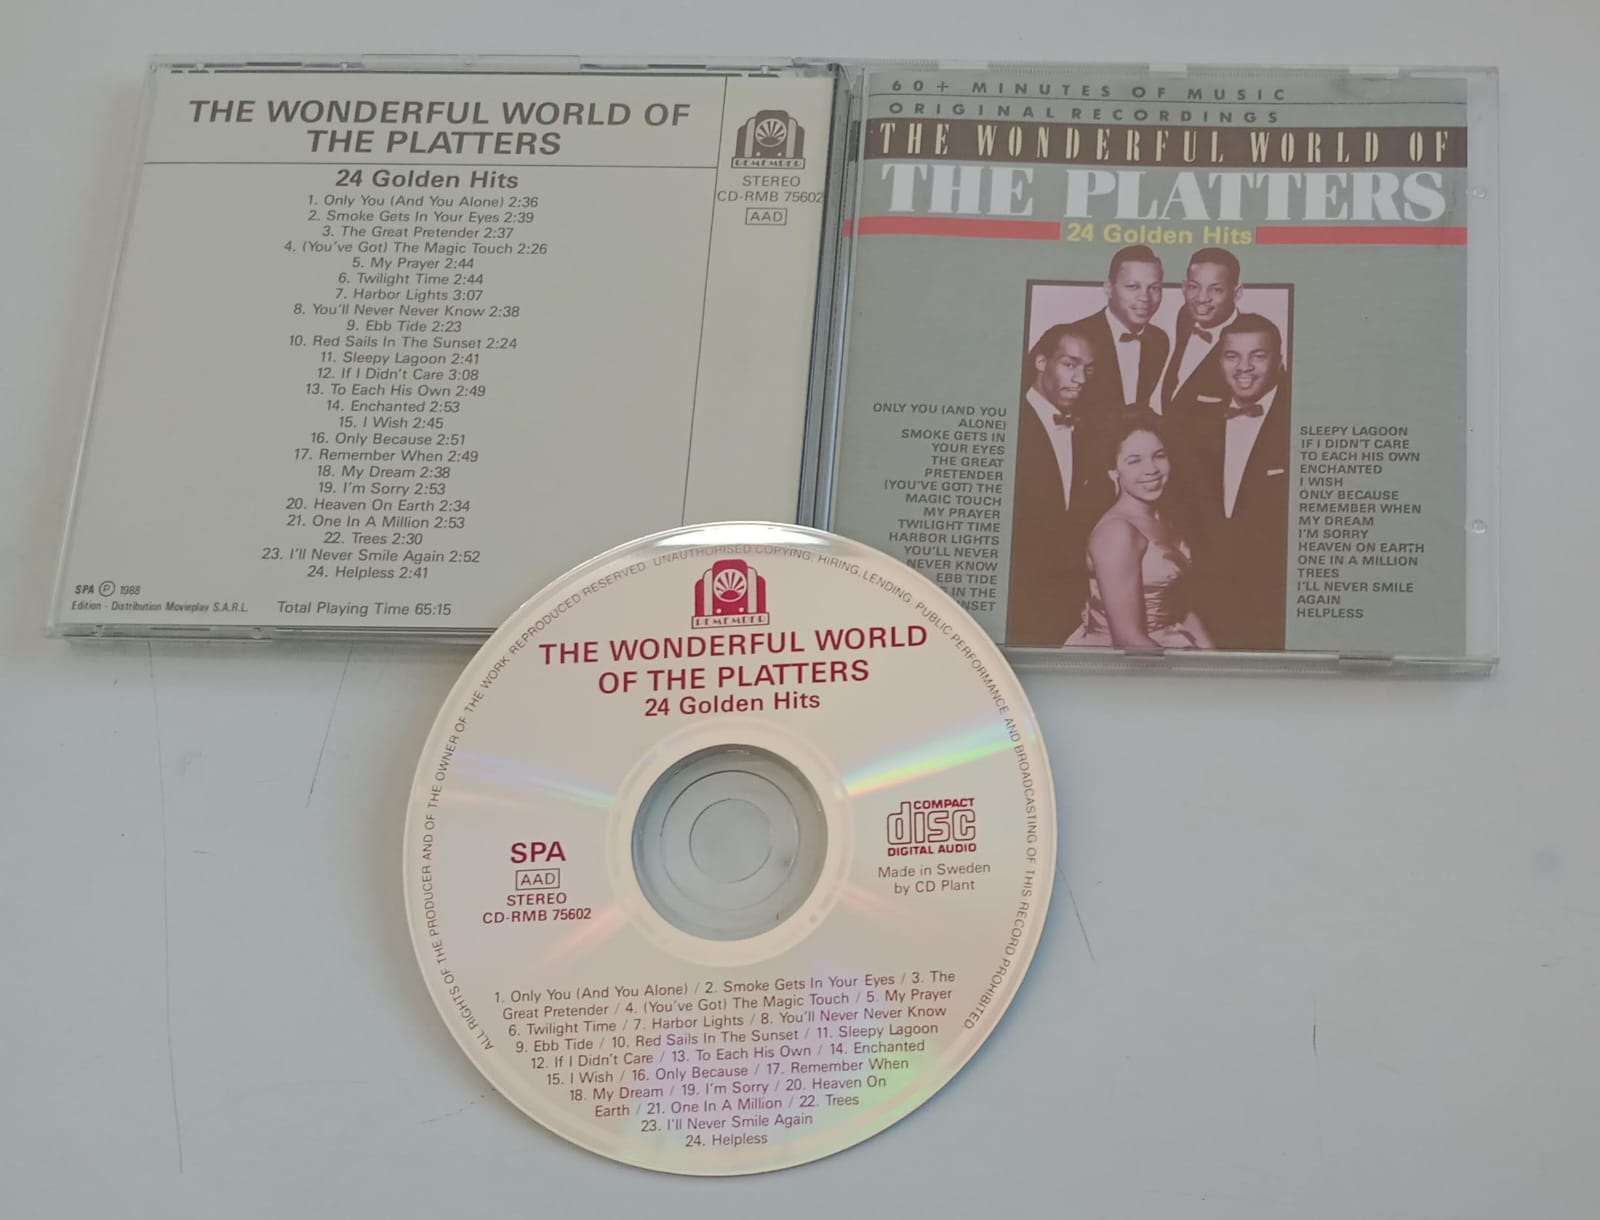 THE WONDERFUL WORLD OF
THE PLATTERS
24 Golden Hits
1. Only You (And You Alone) 2:36
2. Smoke Gets In Your Eyes 2:39
3. The Great Pretender 2:37
4. (You've Got) The Magic Touch 2:26
5. My Prayer 2:44
6. Twilight Time 2:44
7. Harbor Lights 3:07
8. You'll Never Never Know 2:38
9. Ebb Tide 2:23
10. Red Sails In The Sunset 2:24
11. Sleepy Lagoon 2:41
12. If I Didn't Care 3:08
13. To Each His Own 2:49
14. Enchanted 2:53
15. I Wish 2:45
16. Only Because 2:51
17. Remember When 2:49
18. My Dream 2:38
19. I'm Sorry 2:53
20. Heaven On Earth 2:34
21. One In A Million 2:53
22. Trees 2:30
23. I'll Never Smile Again 2:52
24. Helpless 2:41
SPA Ⓟ 1988
Edition - Distribution Movieplay S.A.R.L.
Total Playing Time 65:15
REMEMBER
STEREO
CD-RMB 75602
AAD
60+ MINUTES OF MUSIC
ORIGINAL RECORDINGS
THE WONDERFUL WORLD OF
THE PLATTERS
24 Golden Hits
ONLY YOU (AND YOU
ALONE)
SMOKE GETS IN
YOUR EYES
THE GREAT
PRETENDER
(YOU'VE GOT) THE
MAGIC TOUCH
MY PRAYER
TWILIGHT TIME
HARBOR LIGHTS
YOU'LL NEVER
NEVER KNOW
EBB TIDE
IN THE
NSET
SLEEPY LAGOON
IF I DIDN'T CARE
TO EACH HIS OWN
ENCHANTED
I WISH
ONLY BECAUSE
REMEMBER WHEN
MY DREAM
I'M SORRY
HEAVEN ON EARTH
ONE IN A MILLION
TREES
I'LL NEVER SMILE
AGAIN
HELPLESS
ALL RIGHTS OF THE PRODUCER AND OF THE OWNER OF THE WORK REPRODUCED RESERVED UNAUTHORISED COPYING, HIRING, LENDING, PUBLIC PERFORMANCE AND BROADCASTING OF THIS RECORD PROHIBITED
REMEMBER
THE WONDERFUL WORLD
OF THE PLATTERS
24 Golden Hits
SPA
AAD
STEREO
CD-RMB 75602
COMPACT
disc
DIGITAL AUDIO
Made in Sweden
by CD Plant
1. Only You (And You Alone) / 2. Smoke Gets In Your Eyes / 3. The
Great Pretender / 4. (You've Got) The Magic Touch / 5. My Prayer
6. Twilight Time / 7. Harbor Lights / 8. You'll Never Never Know
9. Ebb Tide / 10. Red Sails In The Sunset / 11. Sleepy Lagoon
12. If I Didn't Care / 13. To Each His Own / 14. Enchanted
15. I Wish / 16. Only Because / 17. Remember When
18. My Dream / 19. I'm Sorry / 20. Heaven On
Earth / 21. One In A Million / 22. Trees
23. I'll Never Smile Again
24. Helpless